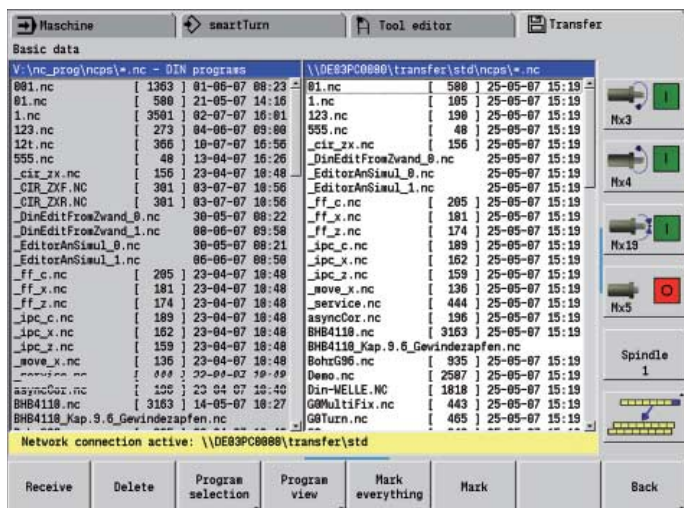 Maschine
smartTurn
Tool editor
Transfer
Basic data
V:\nc_prog\ncps\*.nc - DIN programs
001.nc [ 1363 ] 01-06-07 08:23
01.nc [ 580 ] 21-05-07 14:16
1.nc [ 3501 ] 02-07-07 16:01
123.nc [ 273 ] 04-06-07 09:00
12t.nc [ 366 ] 10-07-07 16:56
555.nc [ 48 ] 13-04-07 16:26
_cir_zx.nc [ 156 ] 23-04-07 10:48
_CIR_ZXF.NC [ 301 ] 03-07-07 10:56
_CIR_ZXR.NC [ 301 ] 03-07-07 10:56
_DinEditFromZwand_0.nc 30-05-07 08:22
_DinEditFromZwand_1.nc 08-06-07 09:58
_EditorAnSimul_0.nc 30-05-07 08:21
_EditorAnSimul_1.nc 06-06-07 08:50
_ff_c.nc [ 205 ] 23-04-07 10:48
_ff_x.nc [ 181 ] 23-04-07 10:48
_ff_z.nc [ 174 ] 23-04-07 10:48
_ipc_c.nc [ 189 ] 23-04-07 10:48
_ipc_x.nc [ 162 ] 23-04-07 10:48
_ipc_z.nc [ 159 ] 23-04-07 10:48
_move_x.nc [ 136 ] 23-04-07 10:48
BHB4110.nc [ 3163 ] 14-05-07 10:27
BHB4110_Kap.9.6_Gewindezapfen.nc
\\DE03PC0080\transfer\std\ncps\*.nc
01.nc [ 580 ] 25-05-07 15:19
1.nc [ 105 ] 25-05-07 15:19
123.nc [ 190 ] 25-05-07 15:19
555.nc [ 48 ] 25-05-07 15:19
_cir_zx.nc [ 156 ] 25-05-07 15:19
_DinEditFromZwand_0.nc 25-05-07 15:19
_EditorAnSimul_0.nc 25-05-07 15:19
_EditorAnSimul_1.nc 25-05-07 15:19
_ff_c.nc [ 205 ] 25-05-07 15:19
_ff_x.nc [ 181 ] 25-05-07 15:19
_ff_z.nc [ 174 ] 25-05-07 15:19
_ipc_c.nc [ 189 ] 25-05-07 15:19
_ipc_x.nc [ 162 ] 25-05-07 15:19
_ipc_z.nc [ 159 ] 25-05-07 15:19
_move_x.nc [ 136 ] 25-05-07 15:19
_service.nc [ 444 ] 25-05-07 15:19
asyncCor.nc [ 196 ] 25-05-07 15:19
BHB4110.nc [ 3163 ] 25-05-07 15:19
BHB4110_Kap.9.6_Gewindezapfen.nc
BohrG96.nc [ 935 ] 25-05-07 15:19
Demo.nc [ 2587 ] 25-05-07 15:19
Din-WELLE.NC [ 1818 ] 25-05-07 15:19
G0MultiFix.nc [ 443 ] 25-05-07 15:19
G0Turn.nc [ 465 ] 25-05-07 15:19
Mx3
I
Mx4
I
Mx19
I
Mx5
O
Spindle
1
Network connection active: \\DE03PC0080\transfer\std
Receive
Delete
Program
selection
Program
view
Mark
everything
Mark
Back